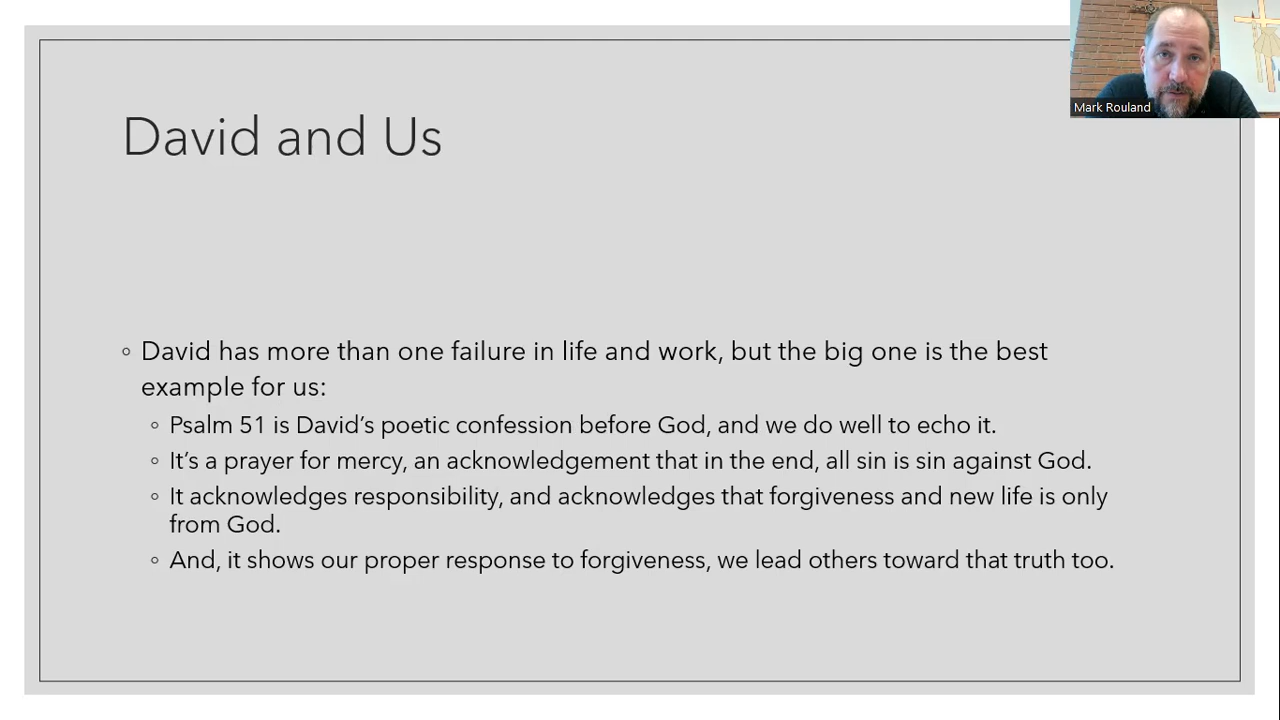 Mark Rouland
David and Us
◦ David has more than one failure in life and work, but the big one is the best
example for us:
◦ Psalm 51 is David’s poetic confession before God, and we do well to echo it.
◦ It’s a prayer for mercy, an acknowledgement that in the end, all sin is sin against God.
◦ It acknowledges responsibility, and acknowledges that forgiveness and new life is only
from God.
◦ And, it shows our proper response to forgiveness, we lead others toward that truth too.